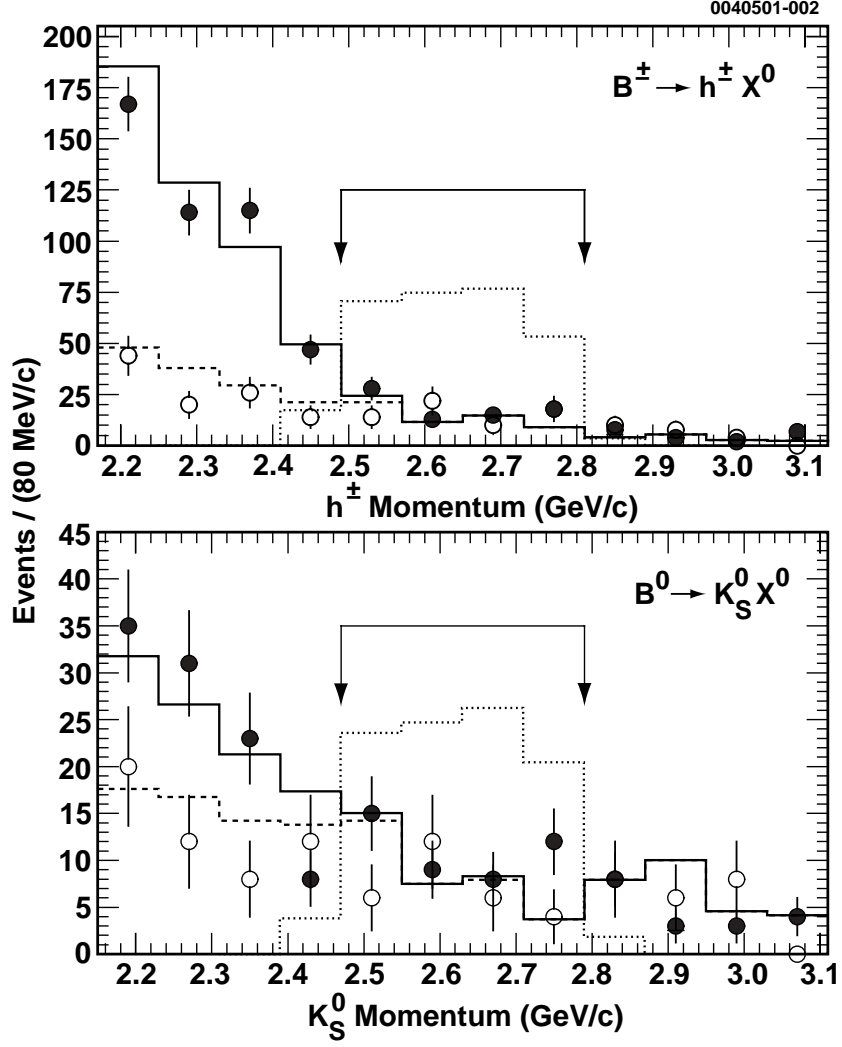 0040501-002
200
175
150
125
100
75
50
25
0
B± → h± X⁰
2.2 2.3 2.4 2.5 2.6 2.7 2.8 2.9 3.0 3.1
h± Momentum (GeV/c)
Events / (80 MeV/c)
45
40
35
30
25
20
15
10
5
0
B⁰ → K⁰_S X⁰
2.2 2.3 2.4 2.5 2.6 2.7 2.8 2.9 3.0 3.1
K⁰_S Momentum (GeV/c)